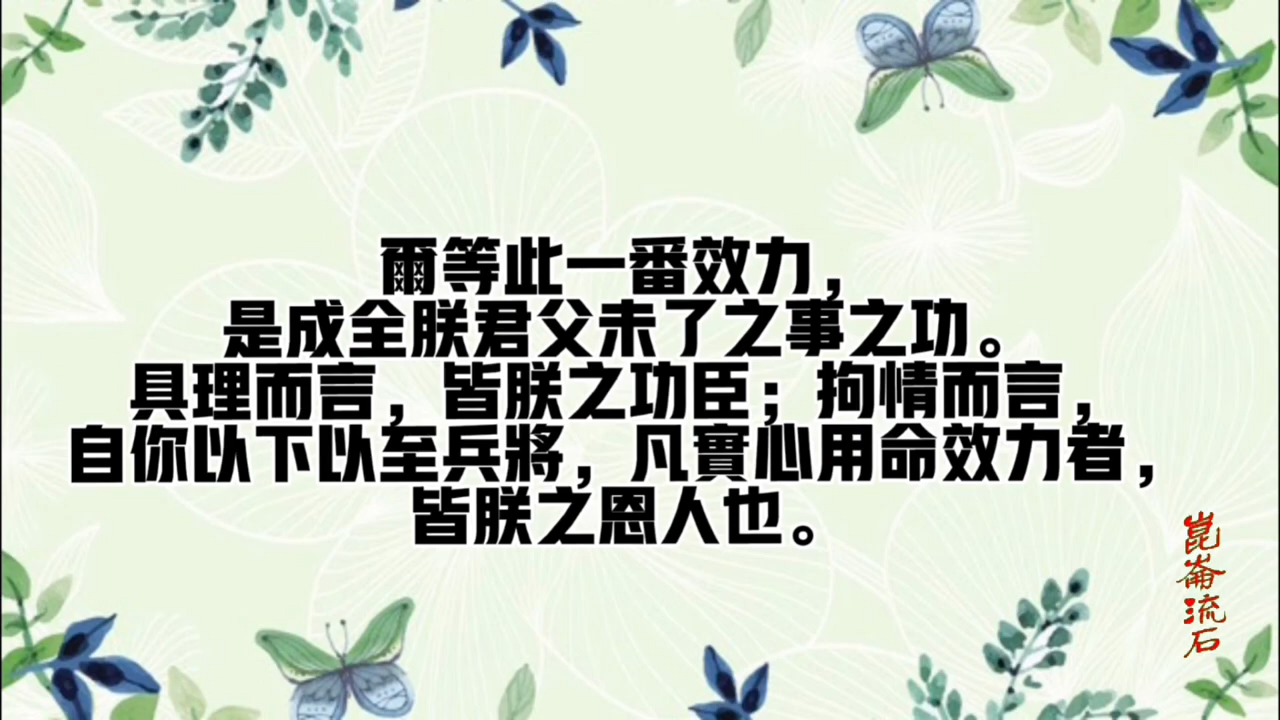 爾等此一番效力，
是成全朕君父未了之事之功。
具理而言，皆朕之功臣；拘情而言，
自你以下以至兵將，凡實心用命效力者，
皆朕之恩人也。
崑崙流石